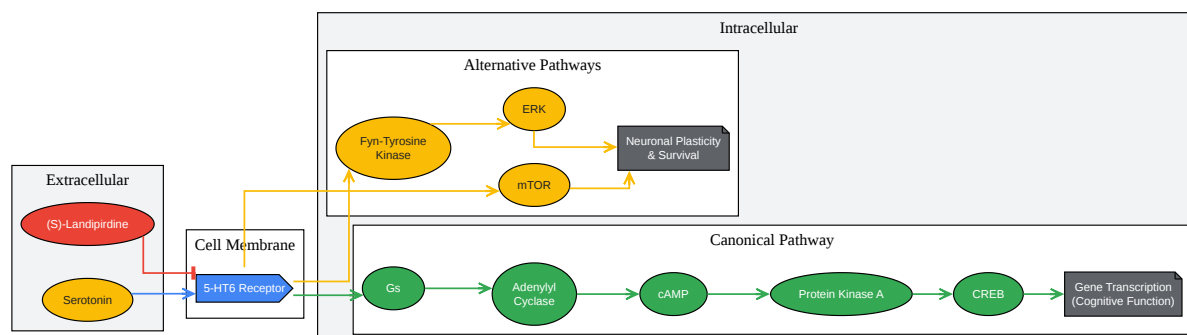 Intracellular
Alternative Pathways
ERK
Fyn-Tyrosine
Kinase
Neuronal Plasticity
& Survival
mTOR
Extracellular
(S)-Landipirdine
Serotonin
Cell Membrane
5-HT6 Receptor
Canonical Pathway
Gs
Adenylyl
Cyclase
cAMP
Protein Kinase A
CREB
Gene Transcription
(Cognitive Function)